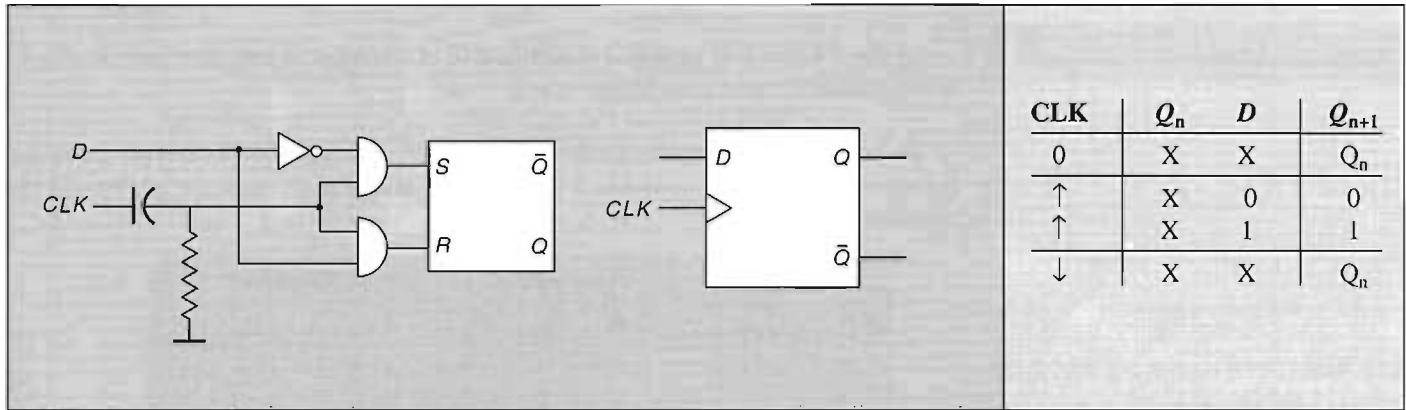 D
CLK
S Q̄
R Q
D Q
CLK
Q̄
CLK Qₙ D Qₙ₊₁
0 X X Qₙ
↑ X 0 0
↑ X 1 1
↓ X X Qₙ